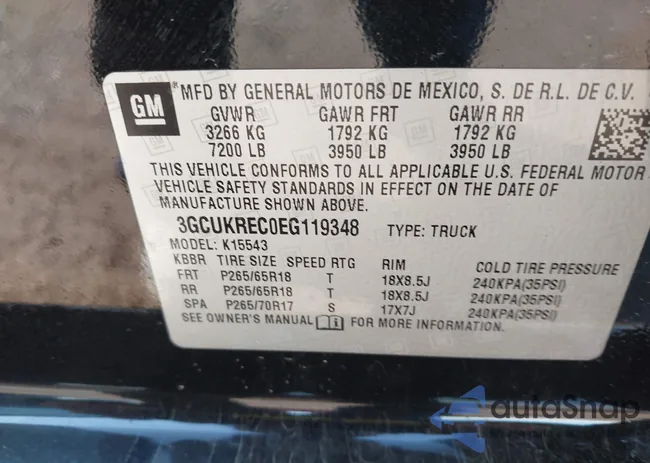 GM
MFD BY GENERAL MOTORS DE MEXICO, S. DE R.L. DE C.V.
GVWR GAWR FRT GAWR RR
3266 KG 1792 KG 1792 KG
7200 LB 3950 LB 3950 LB
THIS VEHICLE CONFORMS TO ALL APPLICABLE U.S. FEDERAL MOTOR
VEHICLE SAFETY STANDARDS IN EFFECT ON THE DATE OF
MANUFACTURE SHOWN ABOVE.
3GCUKREC0EG119348 TYPE: TRUCK
MODEL: K15543
KBBR TIRE SIZE SPEED RTG RIM COLD TIRE PRESSURE
FRT P265/65R18 T 18X8.5J 240KPA(35PSI)
RR P265/65R18 T 18X8.5J 240KPA(35PSI)
SPA P265/70R17 S 17X7J 240KPA(35PSI)
SEE OWNER'S MANUAL FOR MORE INFORMATION.
autoSnap